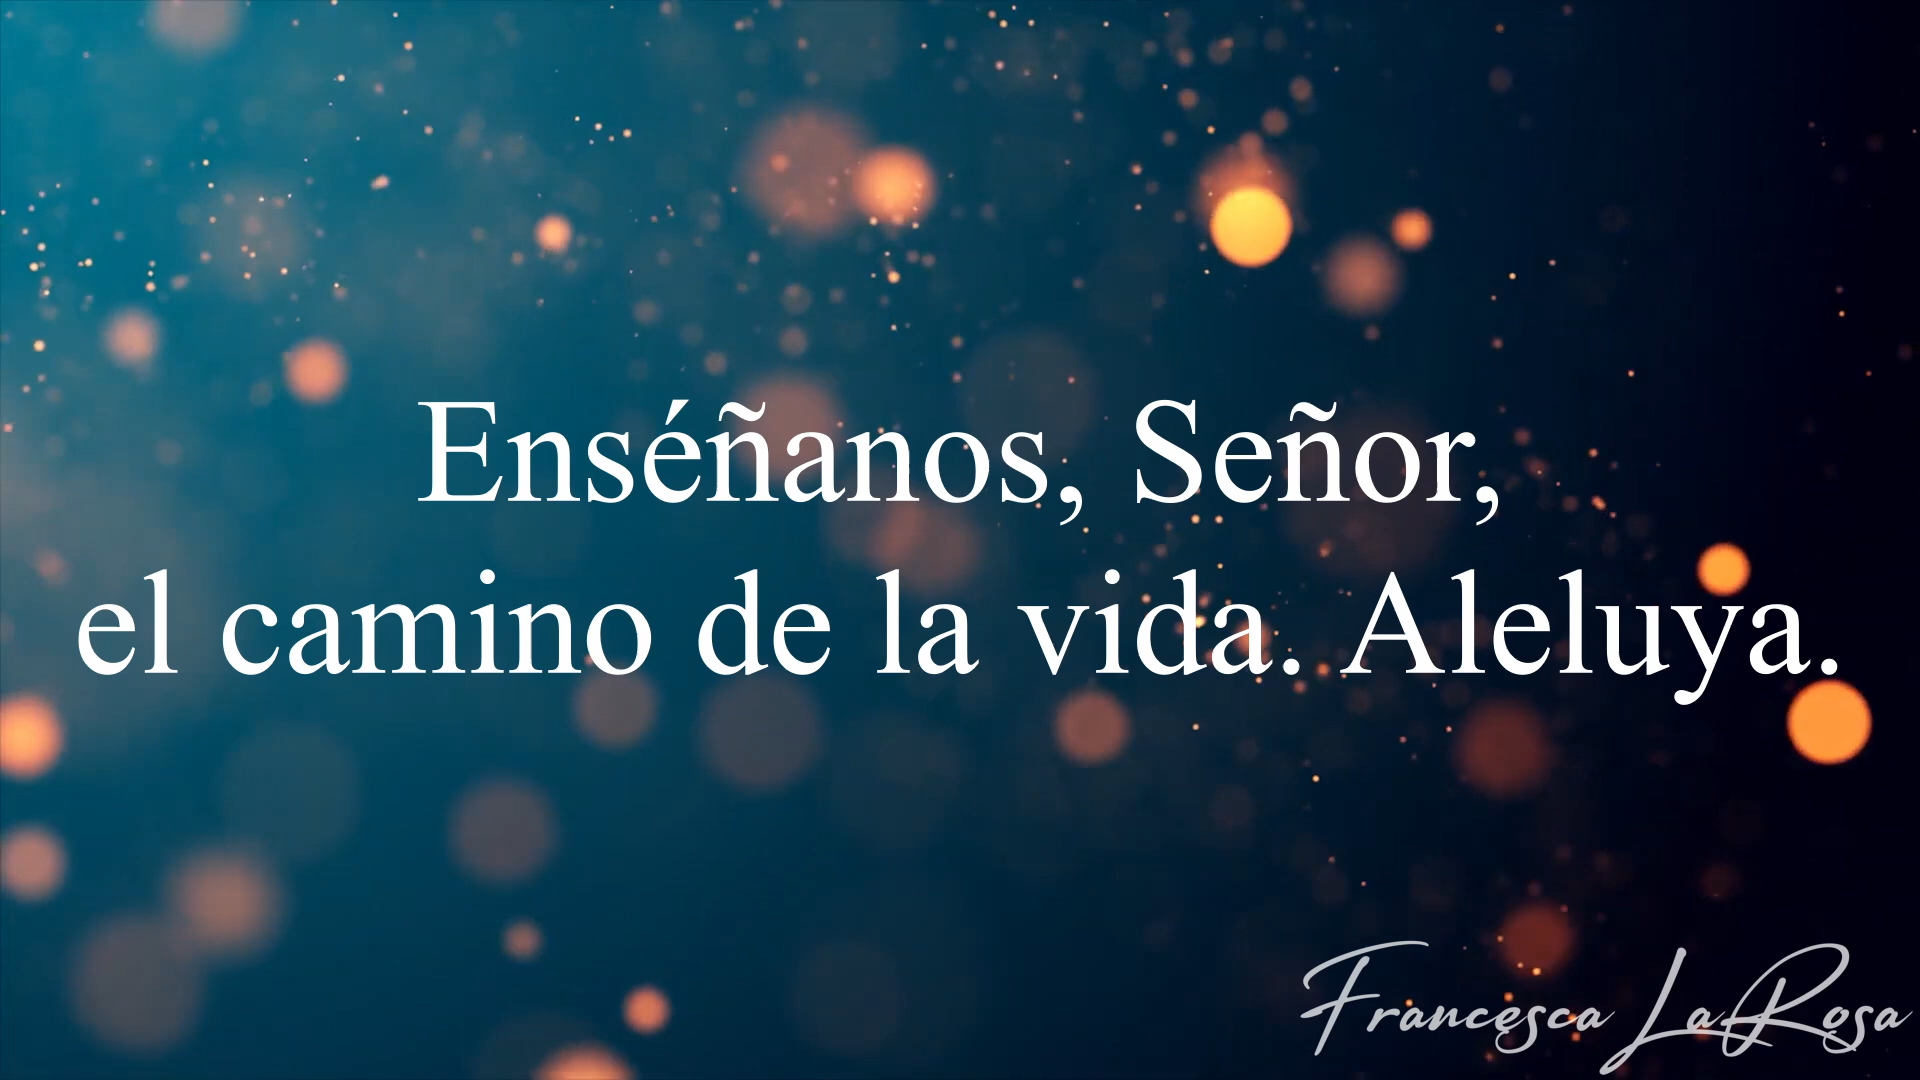 Enséñanos, Señor,
el camino de la vida. Aleluya.
Francesca LaRosa